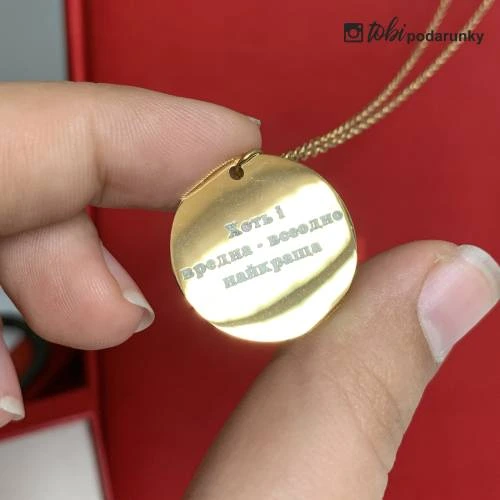 tobi podarunky
Хоть і
вредна - всеодно
найкраща